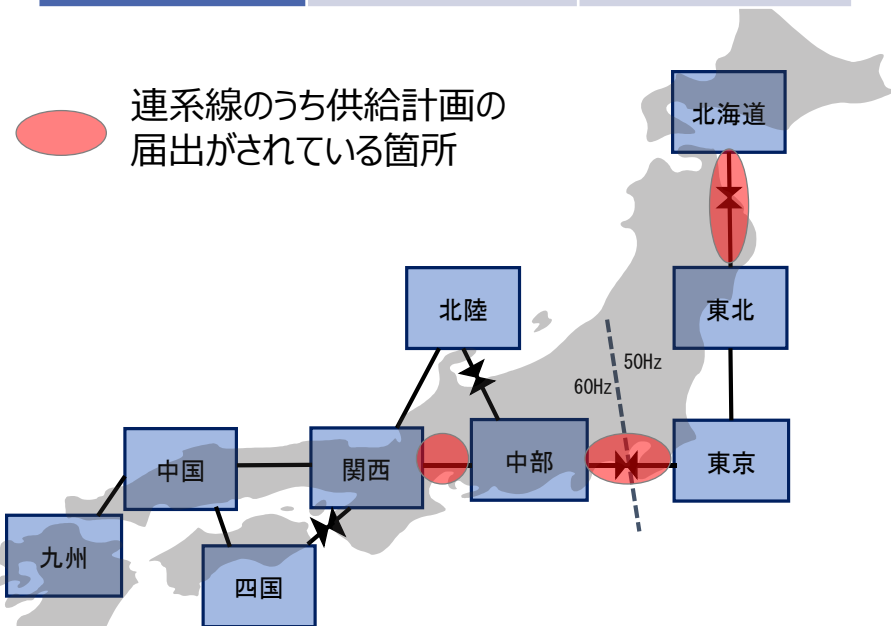 連系線のうち供給計画の
届出がされている箇所
北海道
北陸
東北
50Hz
60Hz
中国
関西
中部
東京
九州
四国